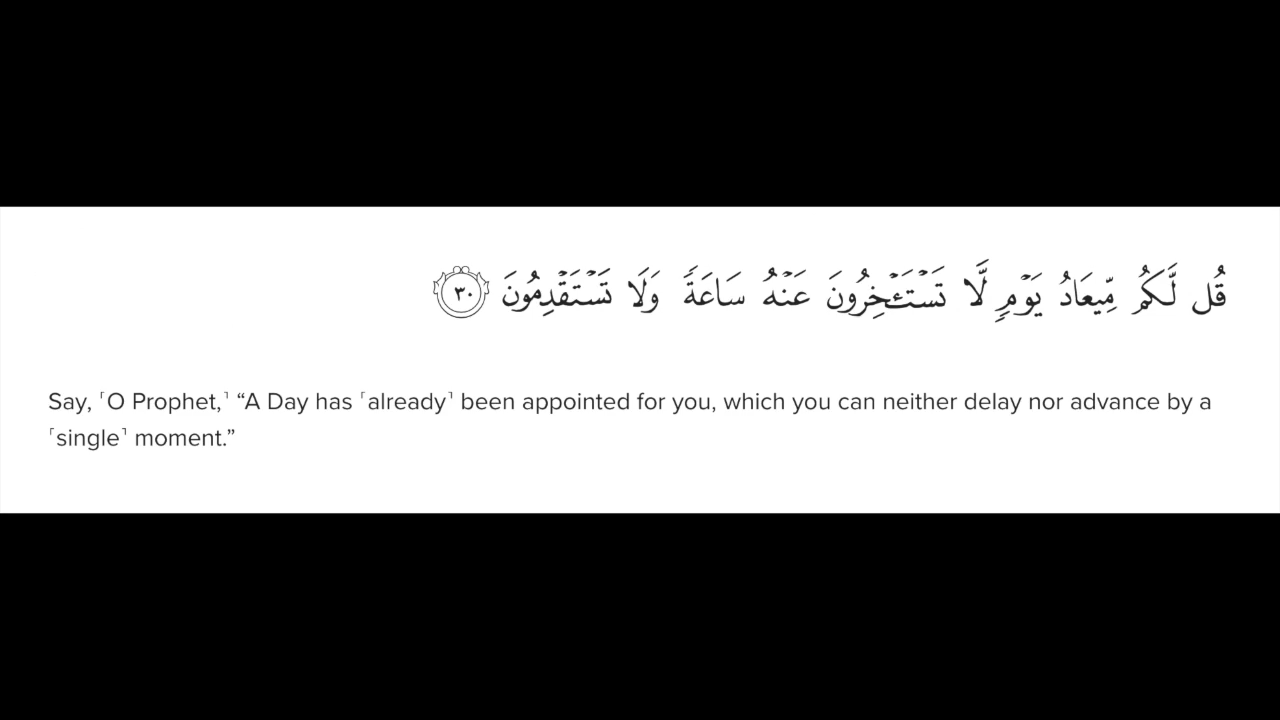 قُل لَّكُم مِّيعَادُ يَوْمٍ لَّا تَسْتَـْٔخِرُونَ عَنْهُ سَاعَةً وَلَا تَسْتَقْدِمُونَ ٣٠
Say, ˹O Prophet,˺ “A Day has ˹already˺ been appointed for you, which you can neither delay nor advance by a
˹single˺ moment.”